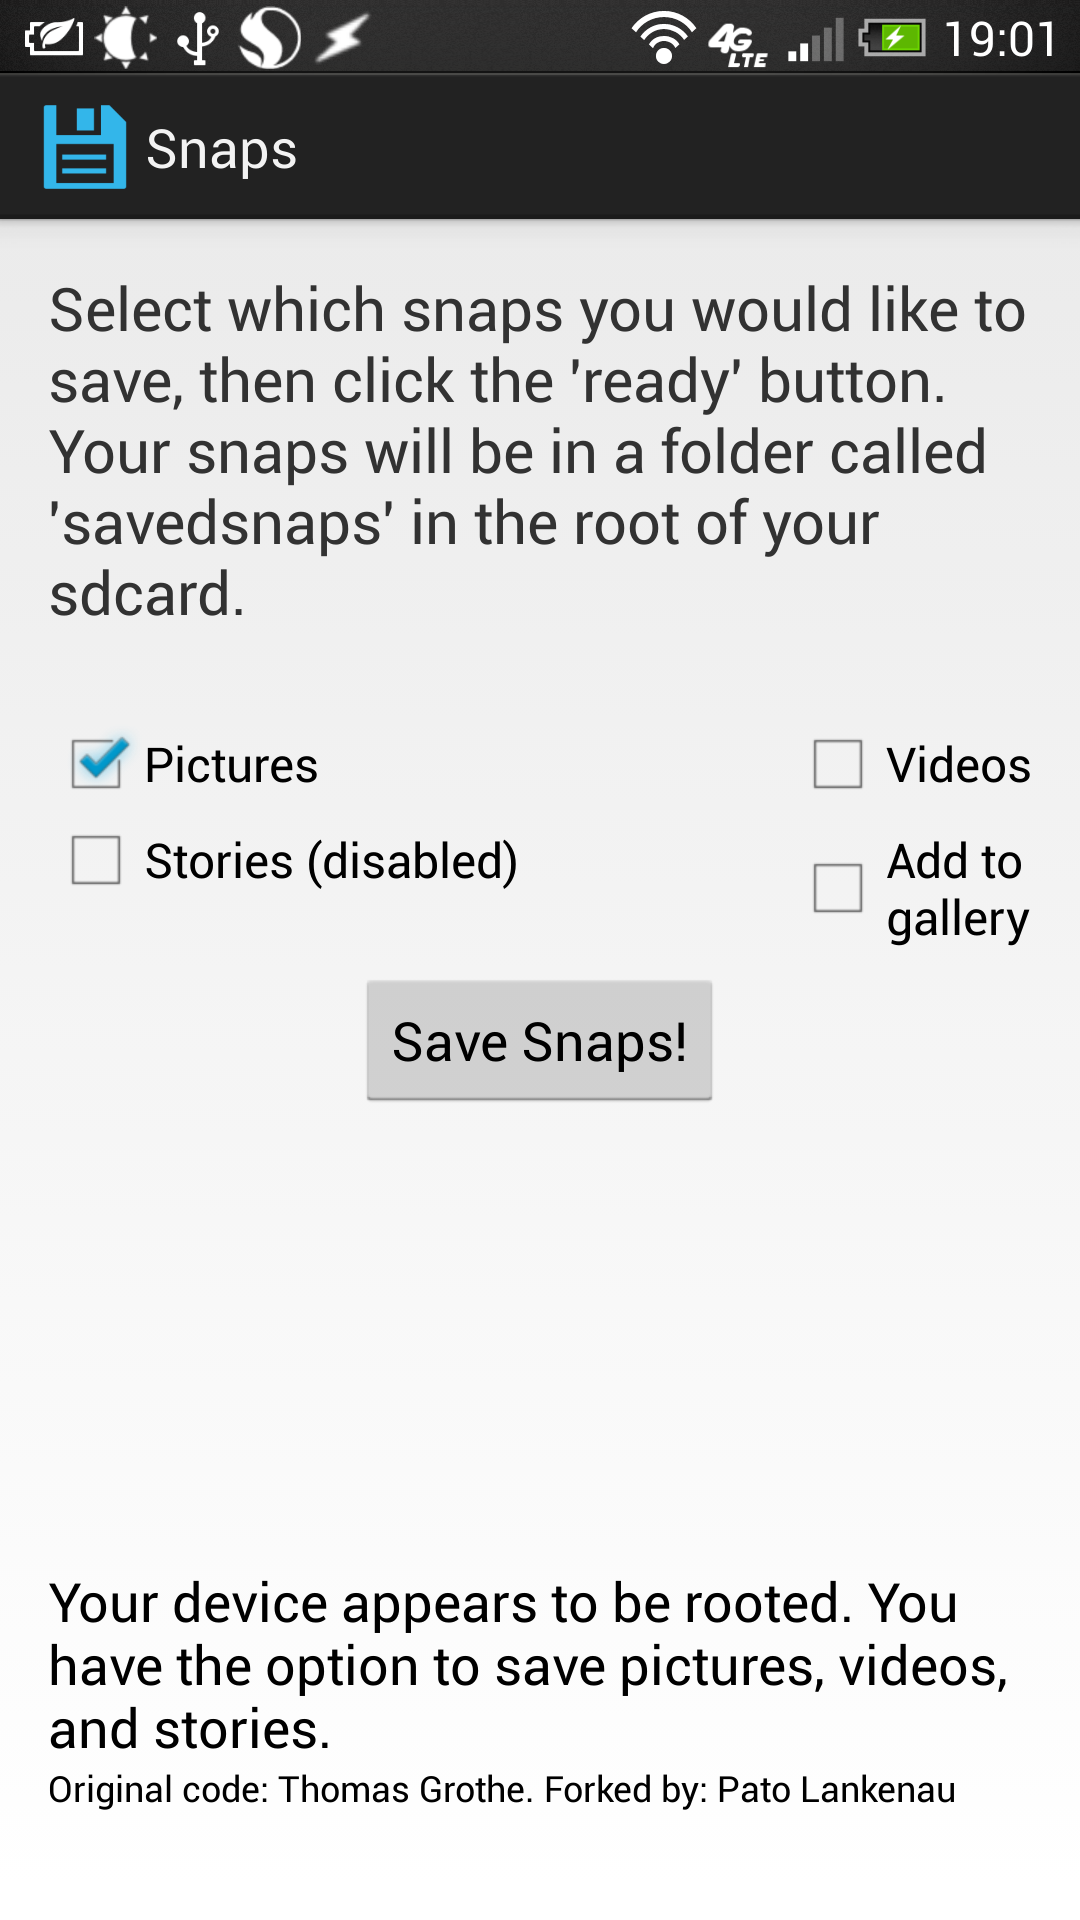 4G LTE 19:01
Snaps
Select which snaps you would like to
save, then click the 'ready' button.
Your snaps will be in a folder called
'savedsnaps' in the root of your
sdcard.
Pictures
Videos
Stories (disabled)
Add to
gallery
Save Snaps!
Your device appears to be rooted. You
have the option to save pictures, videos,
and stories.
Original code: Thomas Grothe. Forked by: Pato Lankenau